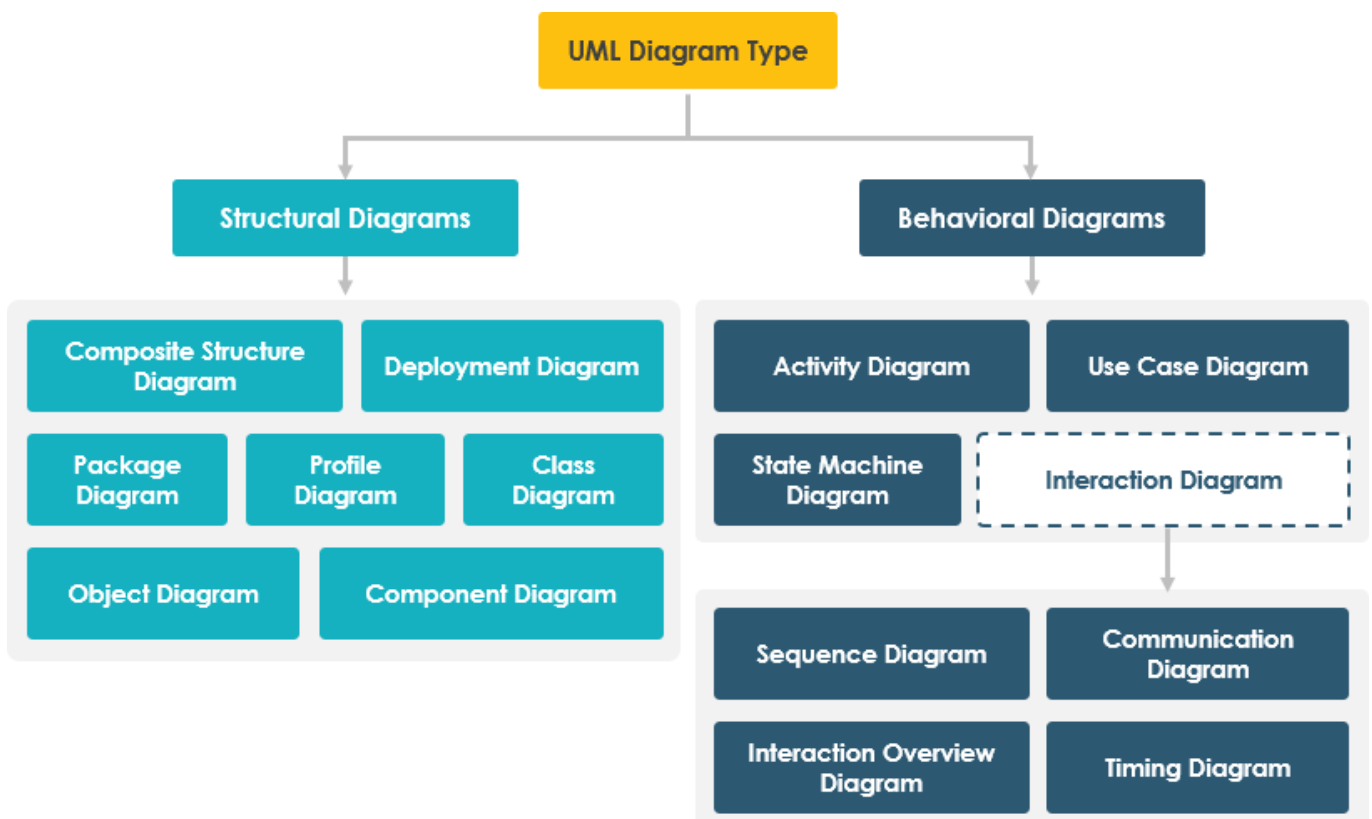 UML Diagram Type
Structural Diagrams
Behavioral Diagrams
Composite Structure
Diagram
Deployment Diagram
Package
Diagram
Profile
Diagram
Class
Diagram
Object Diagram
Component Diagram
Activity Diagram
Use Case Diagram
State Machine
Diagram
Interaction Diagram
Sequence Diagram
Communication
Diagram
Interaction Overview
Diagram
Timing Diagram